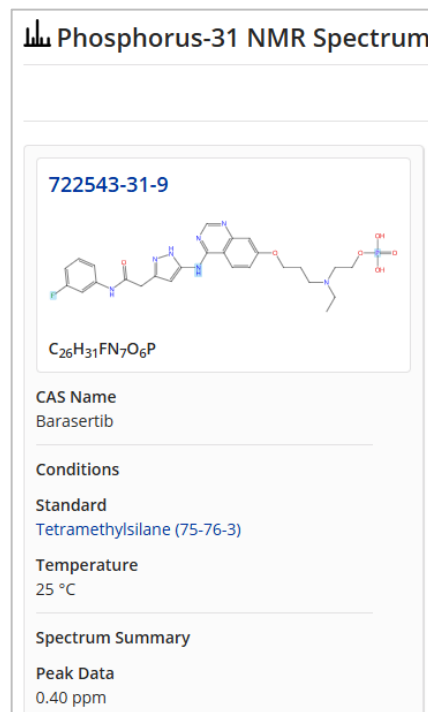 Phosphorus-31 NMR Spectrum
722543-31-9
C₂₆H₃₁FN₇O₆P
CAS Name
Barasertib
Conditions
Standard
Tetramethylsilane (75-76-3)
Temperature
25 °C
Spectrum Summary
Peak Data
0.40 ppm